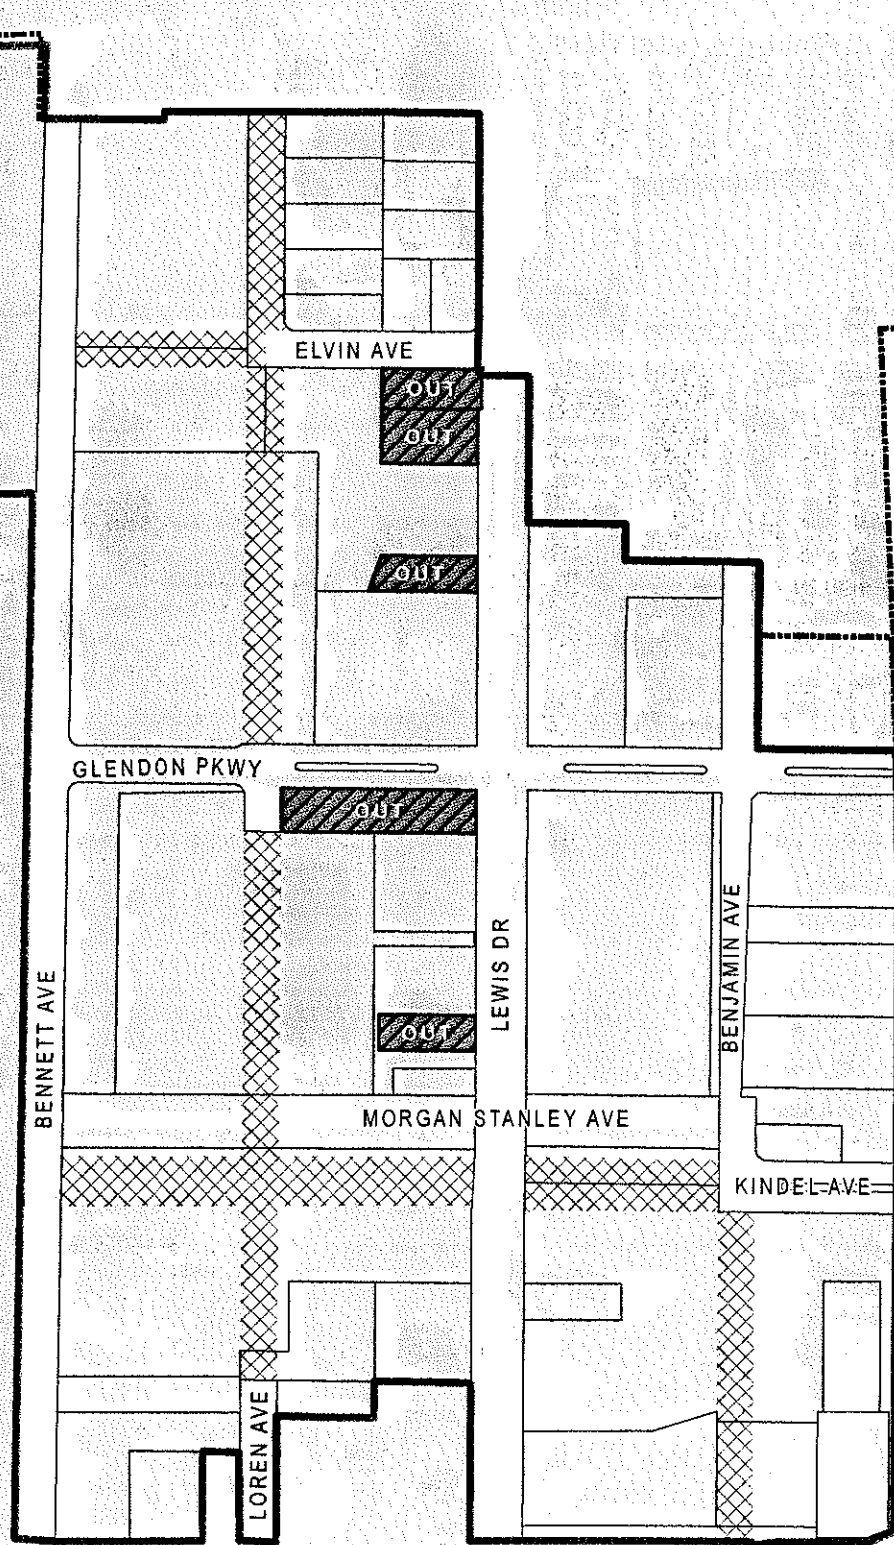 ELVIN AVE
OUT
OUT
OUT
GLENDON PKWY
OUT
BENNETT AVE
LEWIS DR
BENJAMIN AVE
OUT
MORGAN STANLEY AVE
KINDEL AVE
LOREN AVE